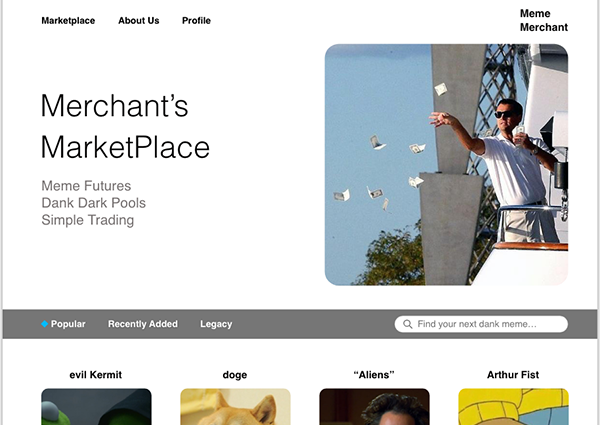 Marketplace About Us Profile
Meme
Merchant
Merchant’s
MarketPlace
Meme Futures
Dank Dark Pools
Simple Trading
Popular Recently Added Legacy
Find your next dank meme…
evil Kermit doge “Aliens” Arthur Fist